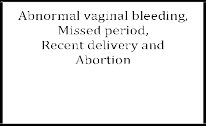 Abnormal vaginal bleeding,
Missed period,
Recent delivery and
Abortion